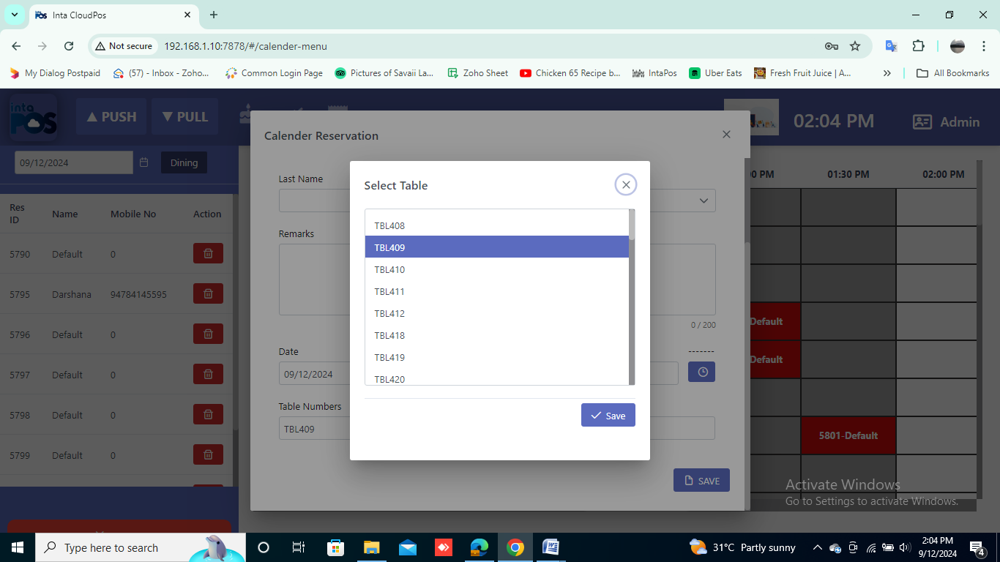 Inta CloudPos
Not secure
192.168.1.10:7878/#/calender-menu
My Dialog Postpaid
(57) - Inbox - Zoho...
Common Login Page
Pictures of Savaii La...
Zoho Sheet
Chicken 65 Recipe b...
IntaPos
Uber Eats
Fresh Fruit Juice | A...
All Bookmarks
inta
POS
PUSH
PULL
02:04 PM
Admin
09/12/2024
Dining
Res ID
Name
Mobile No
Action
5790 Default 0
5795 Darshana 94784145595
5796 Default 0
5797 Default 0
5798 Default 0
5799 Default 0
Calender Reservation
Last Name
Remarks
0 / 200
Date
-------
09/12/2024
Table Numbers
TBL409
SAVE
Select Table
TBL408
TBL409
TBL410
TBL411
TBL412
TBL418
TBL419
TBL420
Save
0 PM
01:30 PM
02:00 PM
Default
Default
5801-Default
Activate Windows
Go to Settings to activate Windows.
Type here to search
31°C Partly sunny
2:04 PM
9/12/2024
4